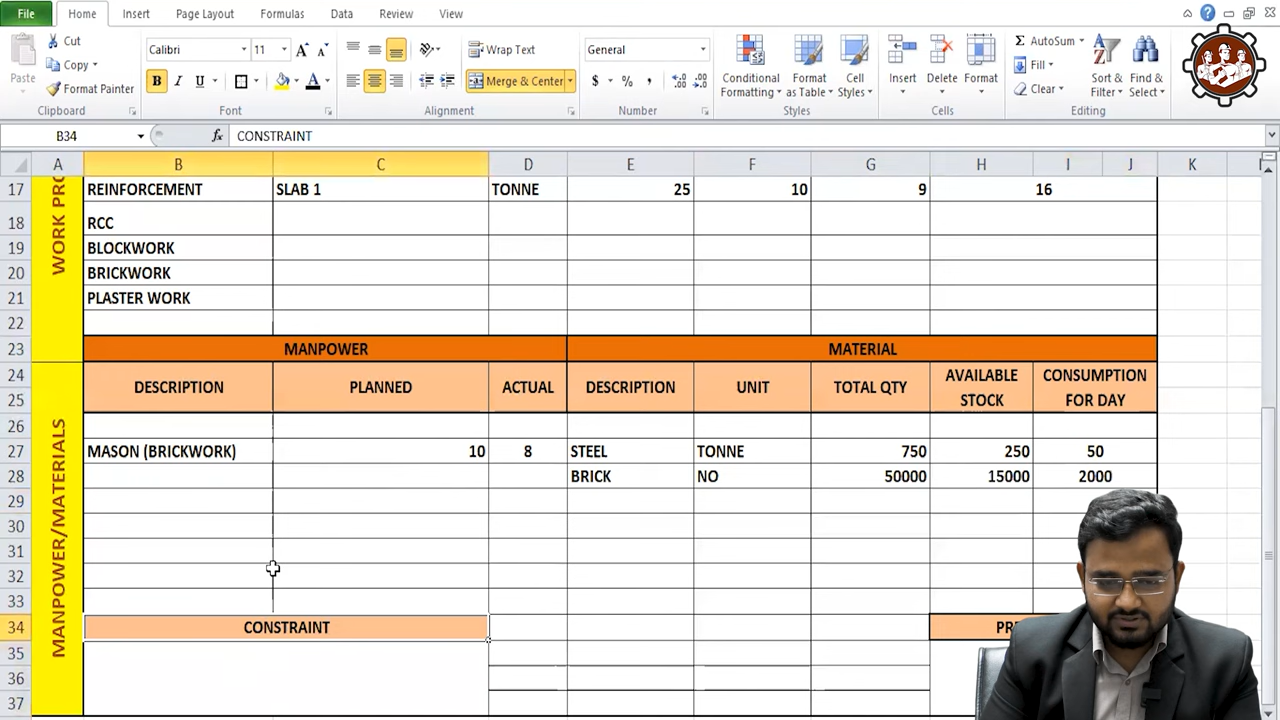 File Home Insert Page Layout Formulas Data Review View
Cut Calibri 11 A A Wrap Text General AutoSum
Copy Fill
Paste Format Painter B I U A Merge & Center $ % , Conditional Formatting Format as Table Cell Styles Insert Delete Format Clear Sort & Filter Find & Select
Clipboard Font Alignment Number Styles Cells Editing
B34 fx CONSTRAINT
A B C D E F G H I J K
17 REINFORCEMENT SLAB 1 TONNE 25 10 9 16
WORK PRO
18 RCC
19 BLOCKWORK
20 BRICKWORK
21 PLASTER WORK
22
23 MANPOWER MATERIAL
24 DESCRIPTION PLANNED ACTUAL DESCRIPTION UNIT TOTAL QTY AVAILABLE STOCK CONSUMPTION FOR DAY
25
26
MANPOWER/MATERIALS
27 MASON (BRICKWORK) 10 8 STEEL TONNE 750 250 50
28 BRICK NO 50000 15000 2000
29
30
31
32
33
34 CONSTRAINT
35
36
37